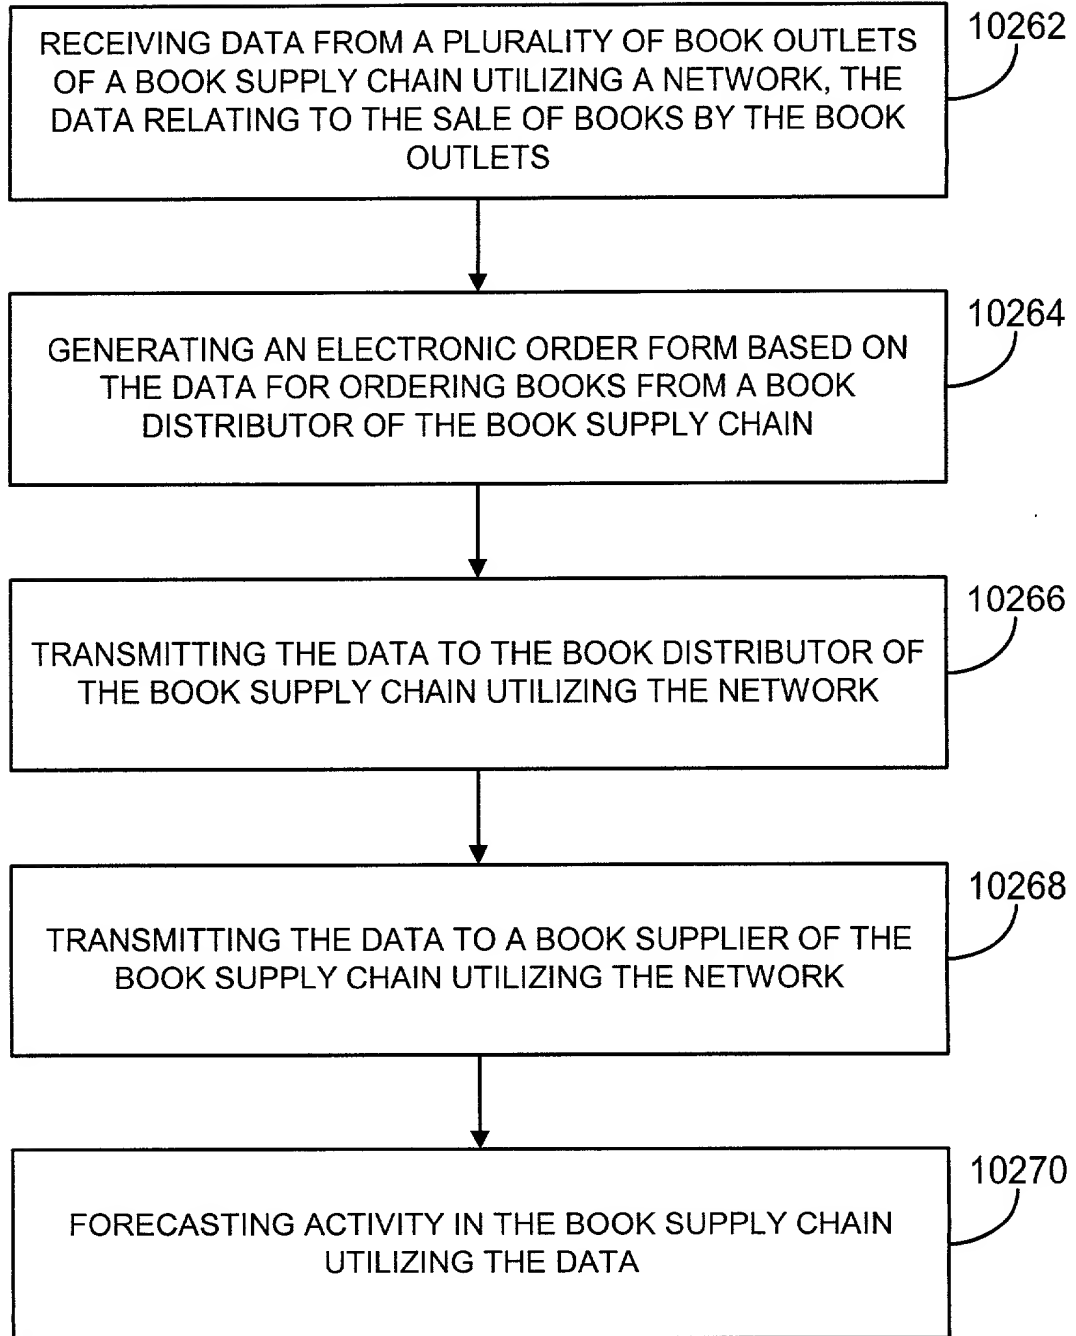 10262
RECEIVING DATA FROM A PLURALITY OF BOOK OUTLETS
OF A BOOK SUPPLY CHAIN UTILIZING A NETWORK, THE
DATA RELATING TO THE SALE OF BOOKS BY THE BOOK
OUTLETS
10264
GENERATING AN ELECTRONIC ORDER FORM BASED ON
THE DATA FOR ORDERING BOOKS FROM A BOOK
DISTRIBUTOR OF THE BOOK SUPPLY CHAIN
10266
TRANSMITTING THE DATA TO THE BOOK DISTRIBUTOR OF
THE BOOK SUPPLY CHAIN UTILIZING THE NETWORK
10268
TRANSMITTING THE DATA TO A BOOK SUPPLIER OF THE
BOOK SUPPLY CHAIN UTILIZING THE NETWORK
10270
FORECASTING ACTIVITY IN THE BOOK SUPPLY CHAIN
UTILIZING THE DATA